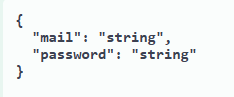 {
  "mail": "string",
  "password": "string"
}